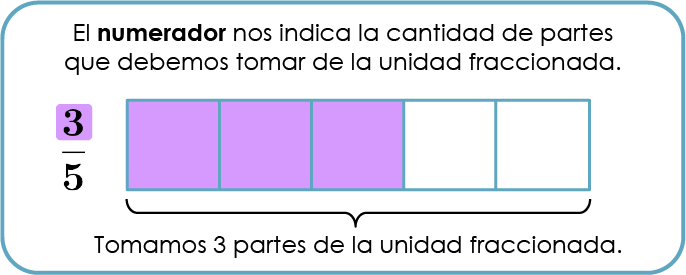 El numerador nos indica la cantidad de partes
que debemos tomar de la unidad fraccionada.
3
5
Tomamos 3 partes de la unidad fraccionada.